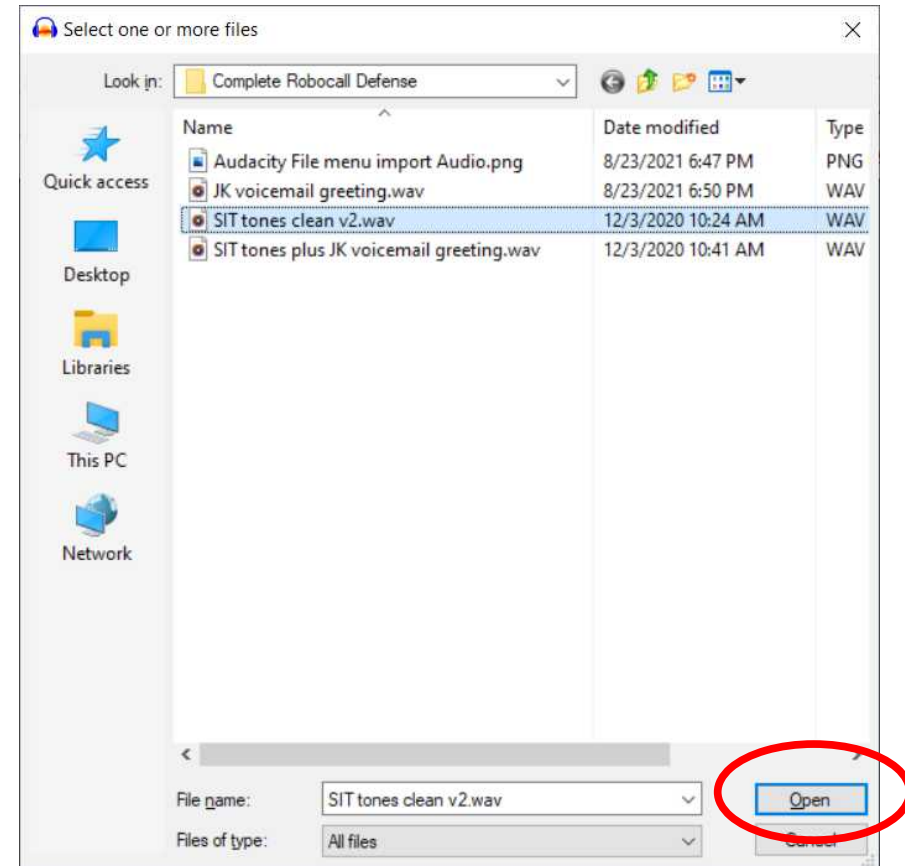 Select one or more files
Look in: Complete Robocall Defense
Name Date modified Type
Audacity File menu import Audio.png 8/23/2021 6:47 PM PNG
JK voicemail greeting.wav 8/23/2021 6:50 PM WAV
SIT tones clean v2.wav 12/3/2020 10:24 AM WAV
SIT tones plus JK voicemail greeting.wav 12/3/2020 10:41 AM WAV
Quick access
Desktop
Libraries
This PC
Network
File name: SIT tones clean v2.wav Open
Files of type: All files Cancel